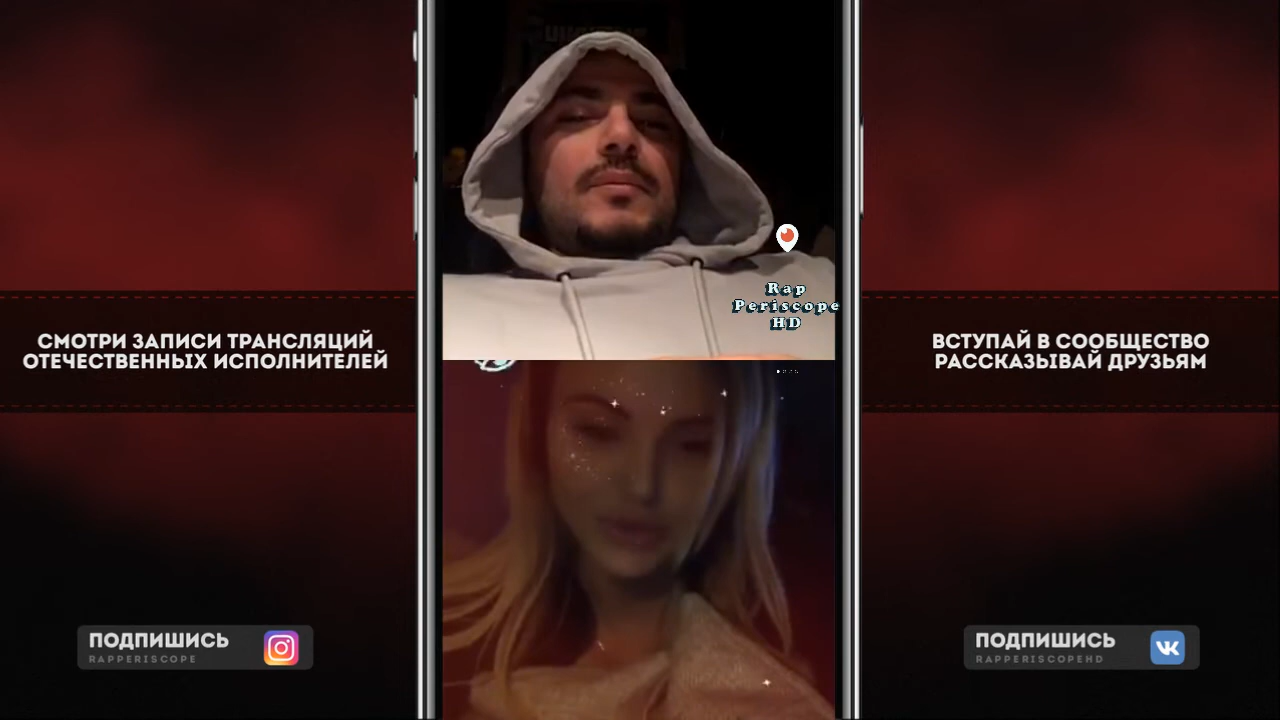 СМОТРИ ЗАПИСИ ТРАНСЛЯЦИЙ
ОТЕЧЕСТВЕННЫХ ИСПОЛНИТЕЛЕЙ
ПОДПИШИСЬ
RAPPERISCOPE
Rap
Periscope
HD
ВСТУПАЙ В СООБЩЕСТВО
РАССКАЗЫВАЙ ДРУЗЬЯМ
ПОДПИШИСЬ
RAPPERISCOPEHD